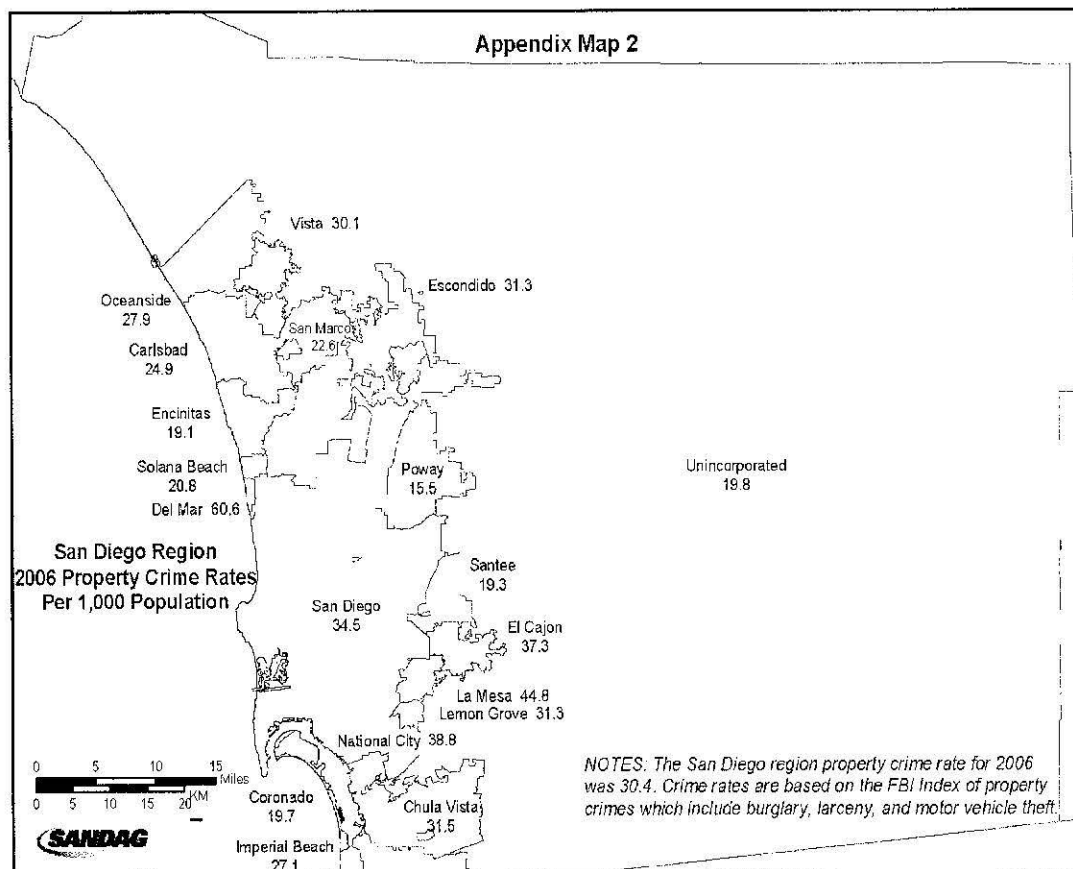 Appendix Map 2
Vista 30.1
Escondido 31.3
Oceanside
27.9
San Marcos
22.6
Carlsbad
24.9
Encinitas
19.1
Solana Beach
20.8
Poway
15.5
Unincorporated
19.8
Del Mar 60.6
San Diego Region
2006 Property Crime Rates
Per 1,000 Population
Santee
19.3
San Diego
34.5
El Cajon
37.3
La Mesa 44.8
Lemon Grove 31.3
National City 38.8
0 5 10 15
Miles
0 5 10 15 20
KM
Coronado
19.7
Chula Vista
31.5
Imperial Beach
27.1
NOTES: The San Diego region property crime rate for 2006
was 30.4. Crime rates are based on the FBI Index of property
crimes which include burglary, larceny, and motor vehicle theft.
SANDAG